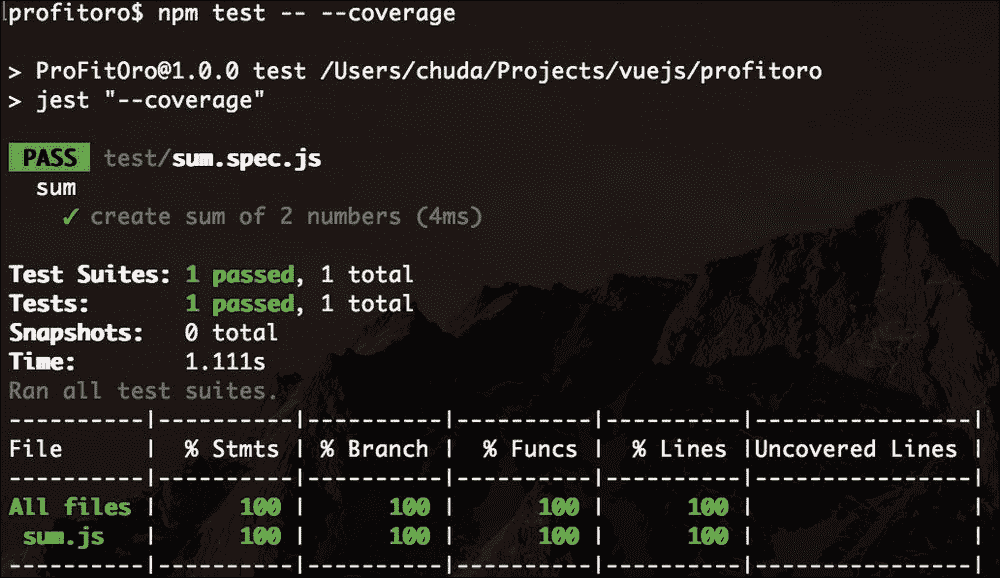 profitoro$ npm test -- --coverage
> ProFitOro@1.0.0 test /Users/chuda/Projects/vuejs/profitoro
> jest "--coverage"
PASS test/sum.spec.js
sum
✓ create sum of 2 numbers (4ms)
Test Suites: 1 passed, 1 total
Tests: 1 passed, 1 total
Snapshots: 0 total
Time: 1.111s
Ran all test suites.
----------|----------|----------|----------|----------|----------------|
File | % Stmts | % Branch | % Funcs | % Lines |Uncovered Lines |
----------|----------|----------|----------|----------|----------------|
All files | 100 | 100 | 100 | 100 | |
sum.js | 100 | 100 | 100 | 100 | |
----------|----------|----------|----------|----------|----------------|